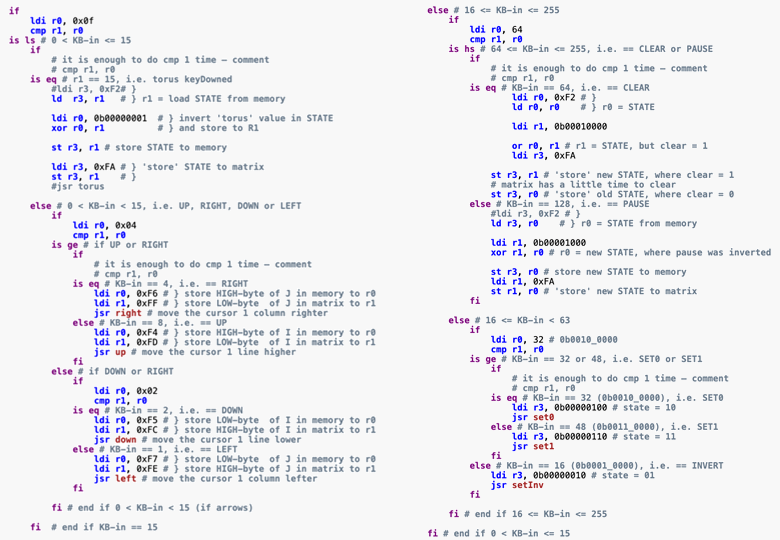 if
ldi r0, 0x0f
cmp r1, r0
is ls # 0 < KB-in <= 15
if
# it is enough to do cmp 1 time — comment
# cmp r1, r0
is eq # r1 == 15, i.e. torus keyDowned
#ldi r3, 0xF2# }
ld r3, r1 # } r1 = load STATE from memory
ldi r0, 0b00000001 # } invert 'torus' value in STATE
xor r0, r1 # } and store to R1
st r3, r1 # store STATE to memory
ldi r3, 0xFA # } 'store' STATE to matrix
st r3, r1 # }
#jsr torus
else # 0 < KB-in < 15, i.e. UP, RIGHT, DOWN or LEFT
if
ldi r0, 0x04
cmp r1, r0
is ge # if UP or RIGHT
if
# it is enough to do cmp 1 time — comment
# cmp r1, r0
is eq # KB-in == 4, i.e. == RIGHT
ldi r0, 0xF6 # } store HIGH-byte of J in memory to r0
ldi r1, 0xFF # } store LOW-byte of J in matrix to r1
jsr right # move the cursor 1 column righter
else # KB-in == 8, i.e. == UP
ldi r0, 0xF4 # } store HIGH-byte of I in memory to r0
ldi r1, 0xFD # } store LOW-byte of I in matrix to r1
jsr up # move the cursor 1 line higher
fi
else # if DOWN or RIGHT
if
ldi r0, 0x02
cmp r1, r0
is eq # KB-in == 2, i.e. == DOWN
ldi r0, 0xF5 # } store LOW-byte of I in memory to r0
ldi r1, 0xFC # } store HIGH-byte of I in matrix to r1
jsr down # move the cursor 1 line lower
else # KB-in == 1, i.e. == LEFT
ldi r0, 0xF7 # } store LOW-byte of J in memory to r0
ldi r1, 0xFE # } store HIGH-byte of J in matrix to r1
jsr left # move the cursor 1 column lefter
fi
fi # end if 0 < KB-in < 15 (if arrows)
fi # end if KB-in == 15
else # 16 <= KB-in <= 255
if
ldi r0, 64
cmp r1, r0
is hs # 64 <= KB-in <= 255, i.e. == CLEAR or PAUSE
if
# it is enough to do cmp 1 time — comment
# cmp r1, r0
is eq # KB-in == 64, i.e. == CLEAR
ldi r0, 0xF2 # }
ld r0, r0 # } r0 = STATE
ldi r1, 0b00010000
or r0, r1 # r1 = STATE, but clear = 1
ldi r3, 0xFA
st r3, r1 # 'store' new STATE, where clear = 1
# matrix has a little time to clear
st r3, r0 # 'store' old STATE, where clear = 0
else # KB-in == 128, i.e. == PAUSE
#ldi r3, 0xF2 # }
ld r3, r0 # } r0 = STATE from memory
ldi r1, 0b00001000
xor r1, r0 # r0 = new STATE, where pause was inverted
st r3, r0 # store new STATE to memory
ldi r1, 0xFA
st r1, r0 # 'store' new STATE to matrix
fi
else # 16 <= KB-in < 63
if
ldi r0, 32 # 0b0010_0000
cmp r1, r0
is ge # KB-in == 32 or 48, i.e. SET0 or SET1
if
# it is enough to do cmp 1 time — comment
# cmp r1, r0
is eq # KB-in == 32 (0b0010_0000), i.e. SET0
ldi r3, 0b00000100 # state = 10
jsr set0
else # KB-in == 48 (0b0011_0000), i.e. SET1
ldi r3, 0b00000110 # state = 11
jsr set1
fi
else # KB-in == 16 (0b0001_0000), i.e. == INVERT
ldi r3, 0b00000010 # state = 01
jsr setInv
fi
fi # end if 16 <= KB-in <= 255
fi # end if 0 < KB-in <= 15